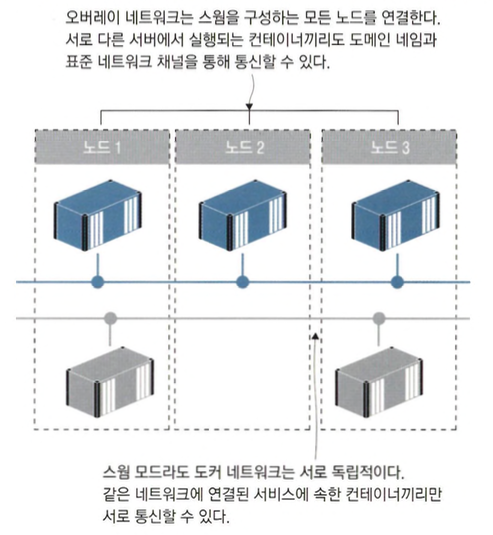 오버레이 네트워크는 스웜을 구성하는 모든 노드를 연결한다.
서로 다른 서버에서 실행되는 컨테이너끼리도 도메인 네임과
표준 네트워크 채널을 통해 통신할 수 있다.
노드 1
노드 2
노드 3
스웜 모드라도 도커 네트워크는 서로 독립적이다.
같은 네트워크에 연결된 서비스에 속한 컨테이너끼리만
서로 통신할 수 있다.